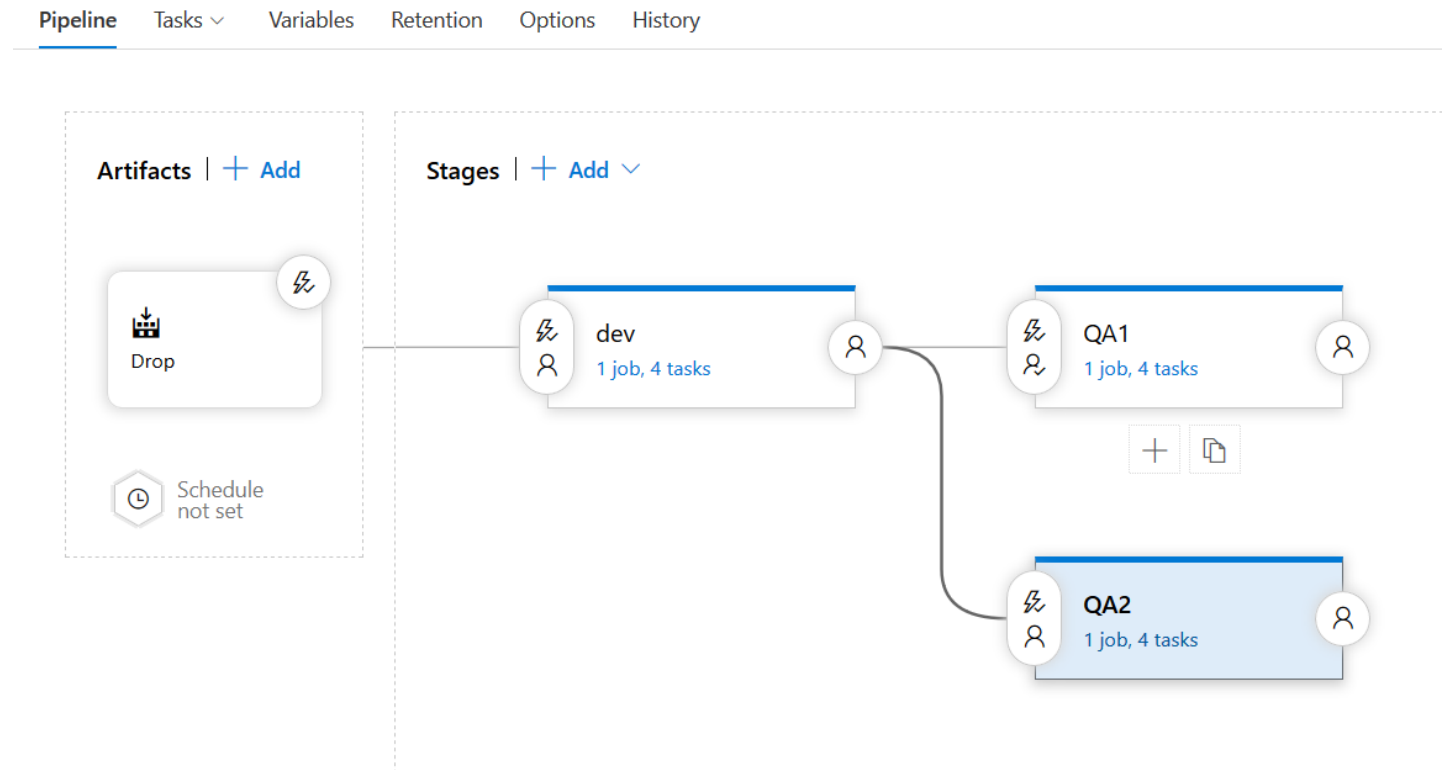 Pipeline Tasks Variables Retention Options History
Artifacts | + Add
Stages | + Add
Drop
dev
1 job, 4 tasks
QA1
1 job, 4 tasks
Schedule
not set
QA2
1 job, 4 tasks